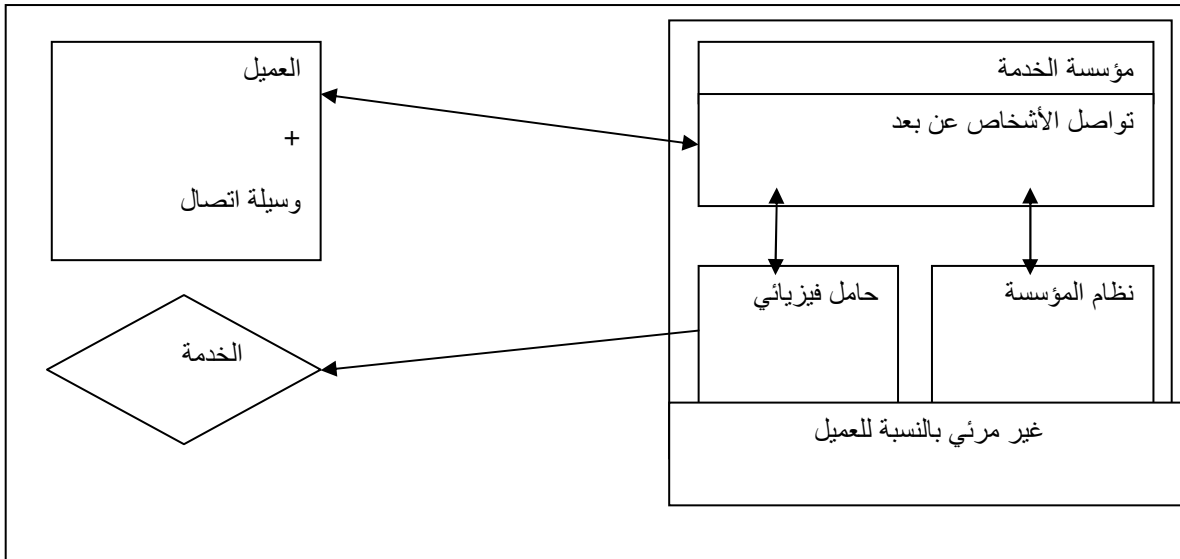 العميل
+
وسيلة اتصال
مؤسسة الخدمة
تواصل الأشخاص عن بعد
نظام المؤسسة
حامل فيزيائي
الخدمة
غير مرئي بالنسبة للعميل